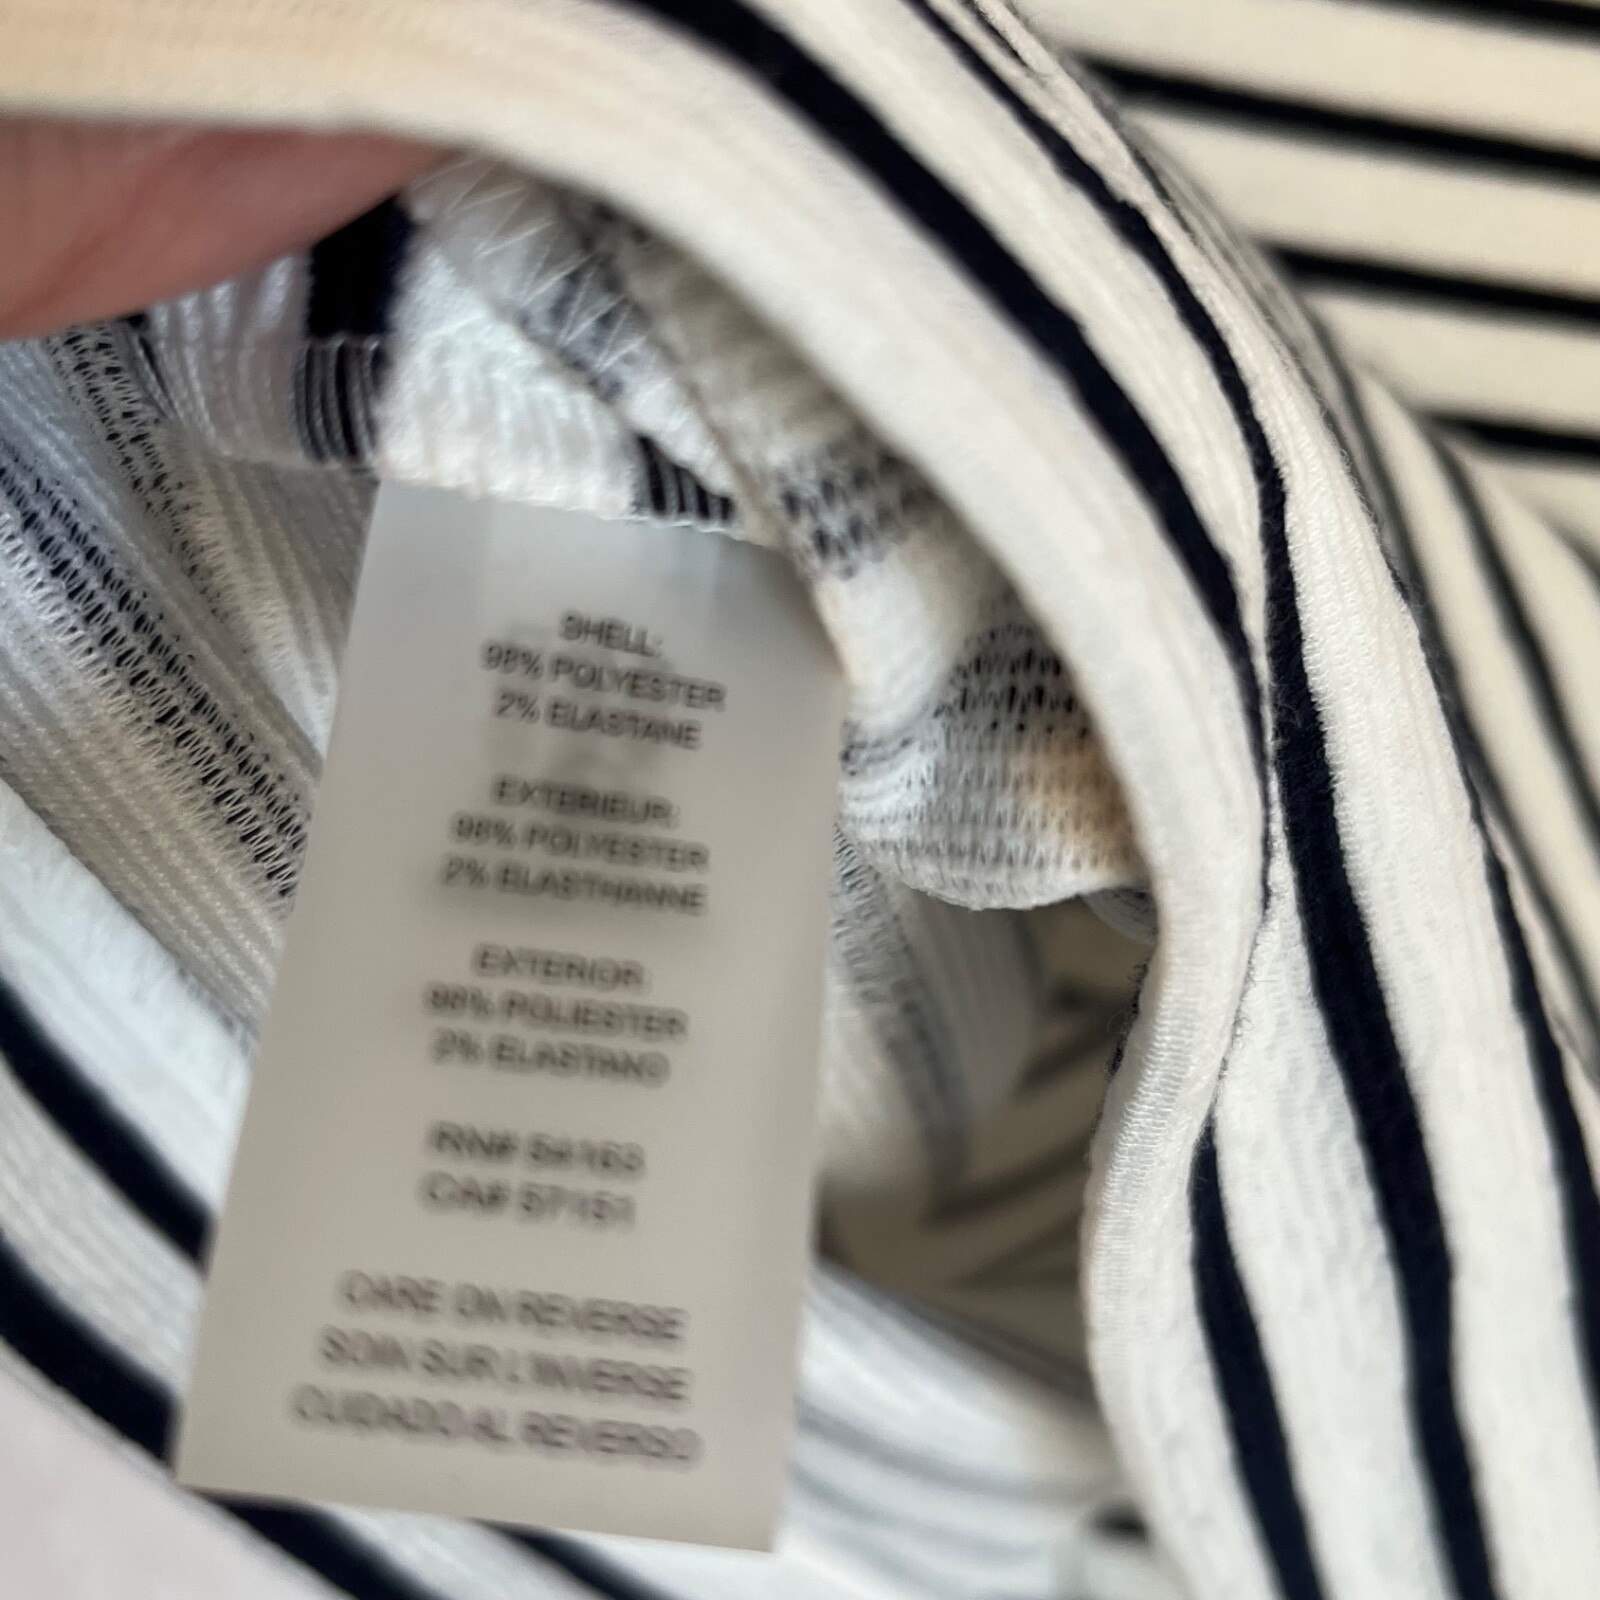 SHELL:
98% POLYESTER
2% ELASTANE
EXTERIEUR:
98% POLYESTER
2% ELASTHANNE
EXTERIOR:
98% POLIESTER
2% ELASTANO
RN# 54163
CA# 57151
CARE ON REVERSE
SOIN SUR L'INVERSE
CUIDADO AL REVERSO